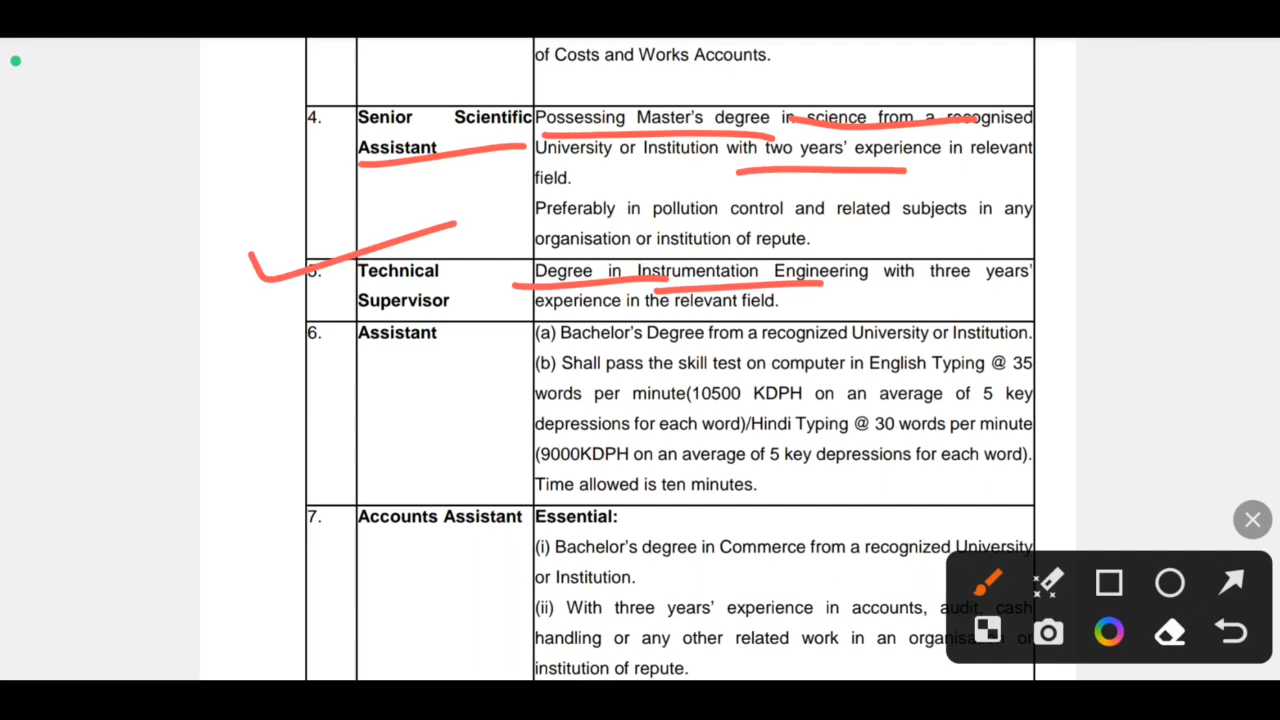 of Costs and Works Accounts.
4. Senior Scientific Possessing Master's degree in science from a recognised
Assistant University or Institution with two years' experience in relevant
field.
Preferably in pollution control and related subjects in any
organisation or institution of repute.
5. Technical Degree in Instrumentation Engineering with three years'
Supervisor experience in the relevant field.
6. Assistant (a) Bachelor's Degree from a recognized University or Institution.
(b) Shall pass the skill test on computer in English Typing @ 35
words per minute(10500 KDPH on an average of 5 key
depressions for each word)/Hindi Typing @ 30 words per minute
(9000KDPH on an average of 5 key depressions for each word).
Time allowed is ten minutes.
7. Accounts Assistant Essential:
(i) Bachelor's degree in Commerce from a recognized University
or Institution.
(ii) With three years' experience in accounts, audit, cash
handling or any other related work in an organisation or
institution of repute.